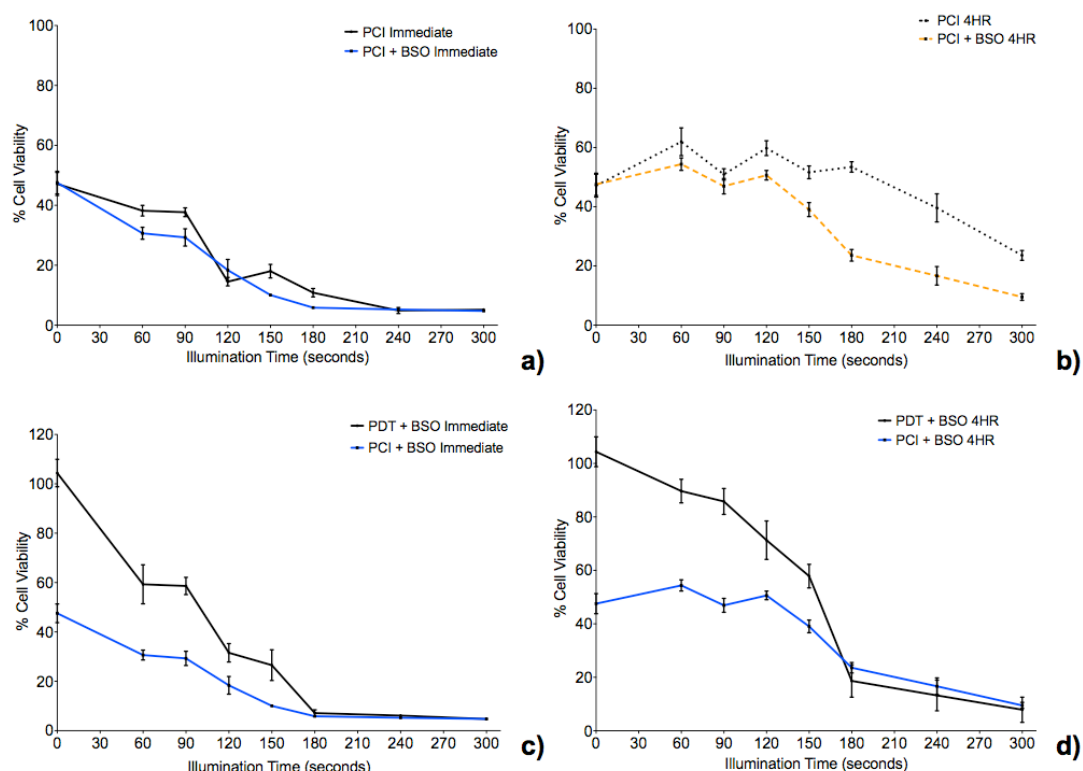 100
80
60
40
20
0
% Cell Viability
PCI Immediate
PCI + BSO Immediate
0 30 60 90 120 150 180 210 240 270 300
Illumination Time (seconds)
a)
100
80
60
40
20
0
% Cell Viability
PCI 4HR
PCI + BSO 4HR
0 30 60 90 120 150 180 210 240 270 300
Illumination Time (seconds)
b)
120
100
80
60
40
20
0
% Cell Viability
PDT + BSO Immediate
PCI + BSO Immediate
0 30 60 90 120 150 180 210 240 270 300
Illumination Time (seconds)
c)
120
100
80
60
40
20
0
% Cell Viability
PDT + BSO 4HR
PCI + BSO 4HR
0 30 60 90 120 150 180 210 240 270 300
Illumination Time (seconds)
d)